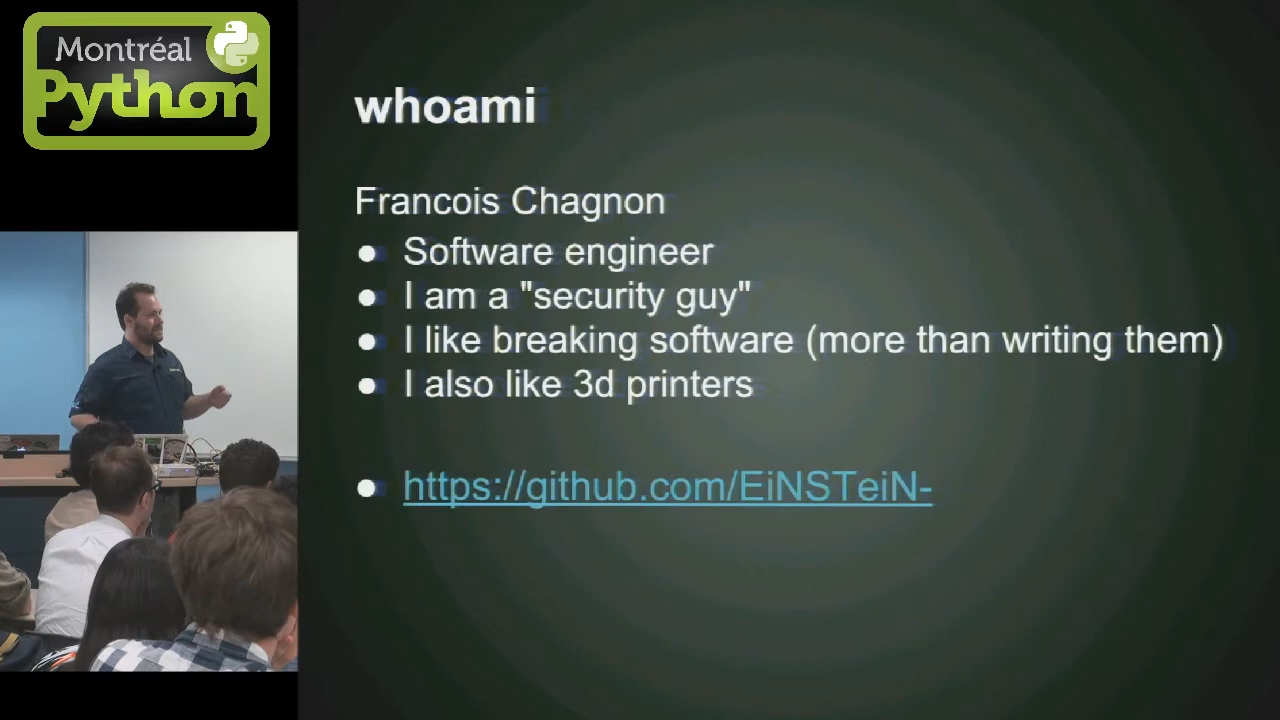 Montréal
Python
whoami
Francois Chagnon
● Software engineer
● I am a "security guy"
● I like breaking software (more than writing them)
● I also like 3d printers
● https://github.com/EiNSTeiN-